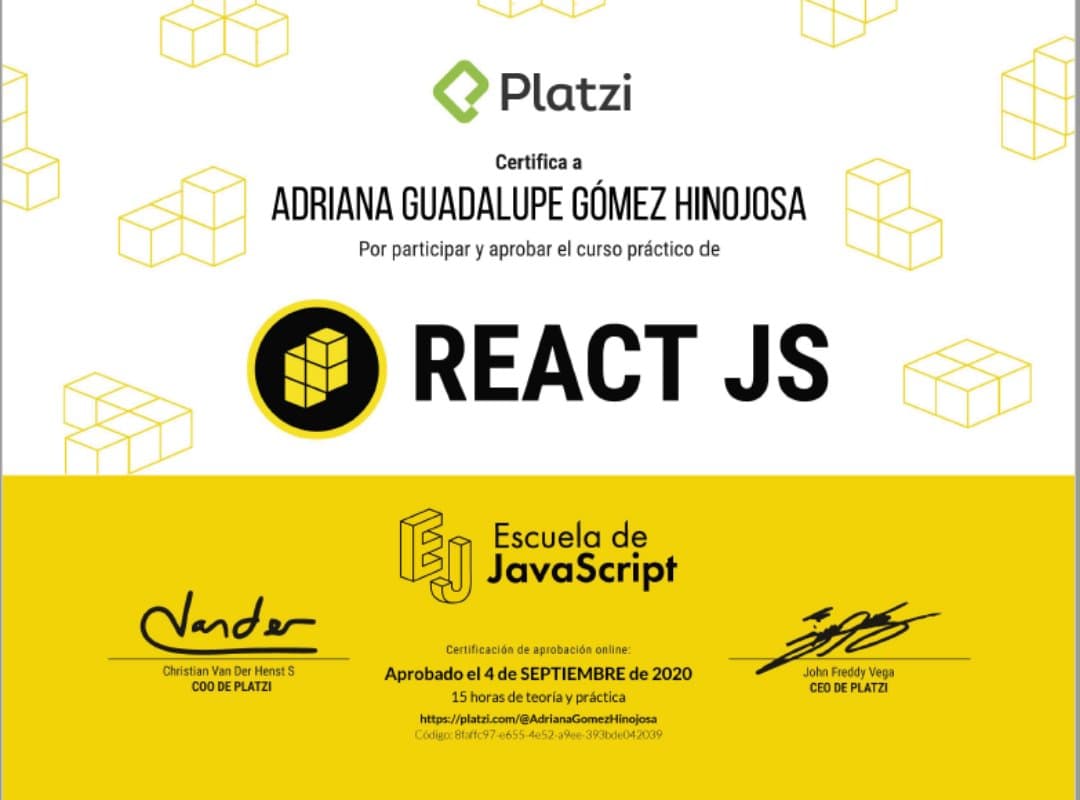 Platzi
Certifica a
ADRIANA GUADALUPE GÓMEZ HINOJOSA
Por participar y aprobar el curso práctico de
REACT JS
EJ
Escuela de
JavaScript
Vander
Christian Van Der Henst S
COO DE PLATZI
Certificación de aprobación online:
Aprobado el 4 de SEPTIEMBRE de 2020
15 horas de teoría y práctica
https://platzi.com/@AdrianaGomezHinojosa
Código: 8faffc97-e655-4e52-a9ee-393bde042039
John Freddy Vega
CEO DE PLATZI